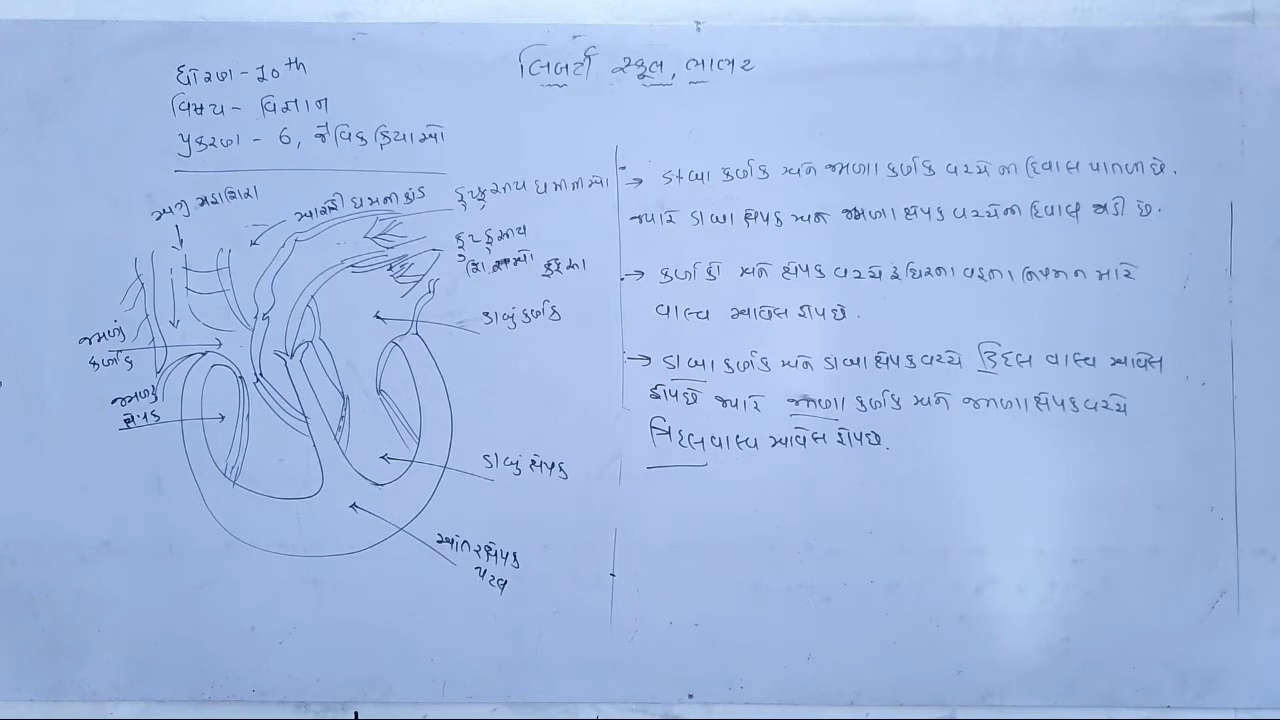 લિબર્ટી સ્કૂલ, ભાલર
ધોરણ - 10th
વિષય - વિજ્ઞાન
પ્રકરણ - 6, જૈવિક ક્રિયાઓ
અગ્ર મહાશિરા
ધમની કાંડ
ફુપ્ફુસીય ધમનીઓ
ફુપ્ફુસીય
શિરાઓ
ડાબું કર્ણક
જમણું
કર્ણક
જમણું
ક્ષેપક
ડાબું ક્ષેપક
આંતરક્ષેપક
પટલ
→ ડાબા કર્ણક અને જમણા કર્ણક વચ્ચેની દિવાલ પાતળી છે.
જ્યારે ડાબા ક્ષેપક અને જમણા ક્ષેપક વચ્ચેની દિવાલ જાડી છે.
→ કર્ણકો અને ક્ષેપક વચ્ચે રુધિરના વહનના નિયમન માટે
વાલ્વ આવેલ હોય છે.
→ ડાબા કર્ણક અને ડાબા ક્ષેપક વચ્ચે દ્વિદલ વાલ્વ આવેલ
હોય છે જ્યારે જમણા કર્ણક અને જમણા ક્ષેપક વચ્ચે
ત્રિદલ વાલ્વ આવેલ હોય છે.